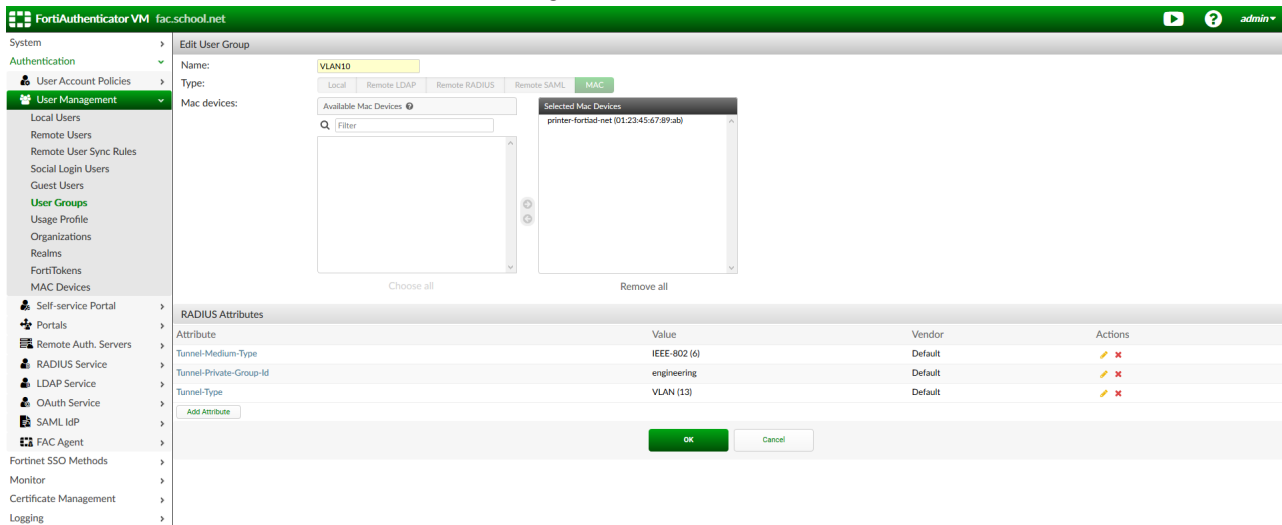 FortiAuthenticator VM fac.school.net admin
System
Edit User Group
Authentication
Name: VLAN10
User Account Policies
Type: Local Remote LDAP Remote RADIUS Remote SAML MAC
User Management
Mac devices: Available Mac Devices Selected Mac Devices
Local Users
Filter
printer-fortiad-net (01:23:45:67:89:ab)
Remote Users
Remote User Sync Rules
Social Login Users
Guest Users
User Groups
Usage Profile
Organizations
Realms
FortiTokens
MAC Devices
Choose all Remove all
Self-service Portal
RADIUS Attributes
Portals
Attribute Value Vendor Actions
Remote Auth. Servers
Tunnel-Medium-Type IEEE-802 (6) Default
RADIUS Service
Tunnel-Private-Group-Id engineering Default
LDAP Service
Tunnel-Type VLAN (13) Default
OAuth Service
Add Attribute
SAML IdP
OK Cancel
FAC Agent
Fortinet SSO Methods
Monitor
Certificate Management
Logging